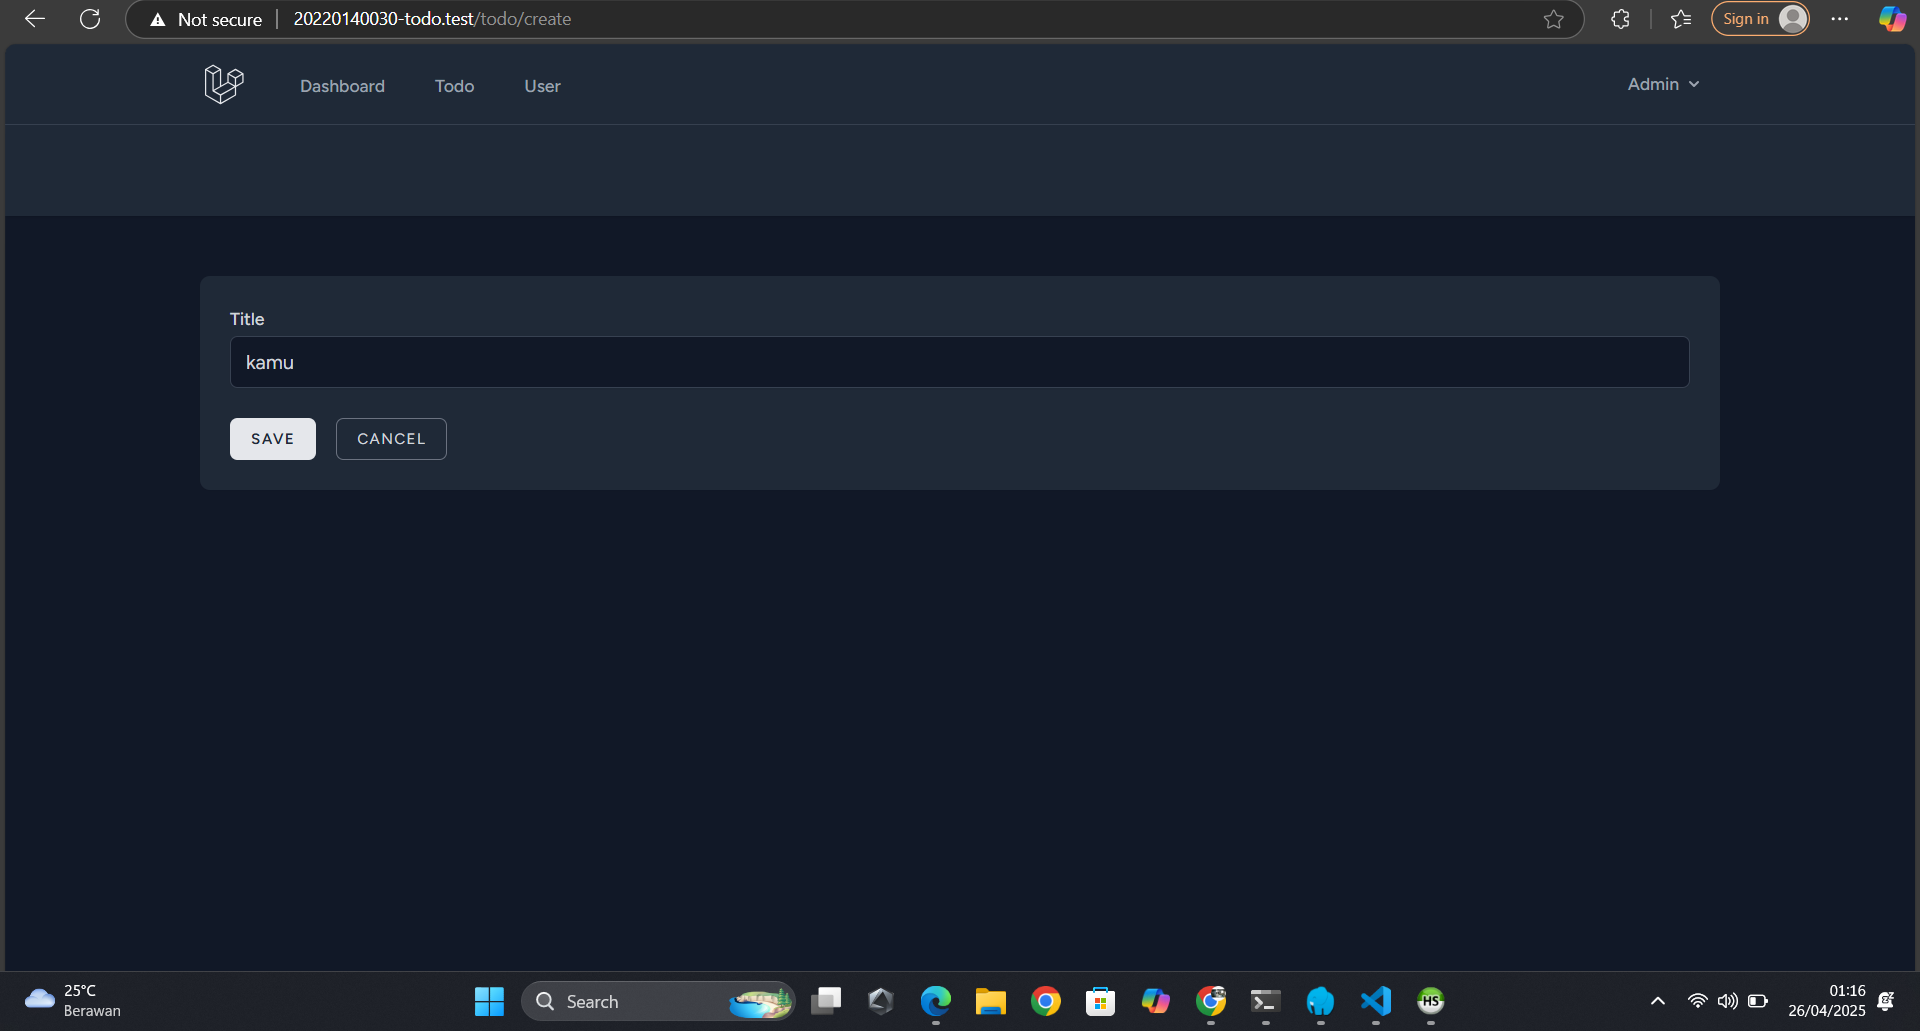 Not secure | 20220140030-todo.test/todo/create
Sign in
Dashboard Todo User
Admin
Title
kamu
SAVE CANCEL
25°C
Berawan
Search
HS
01:16
26/04/2025